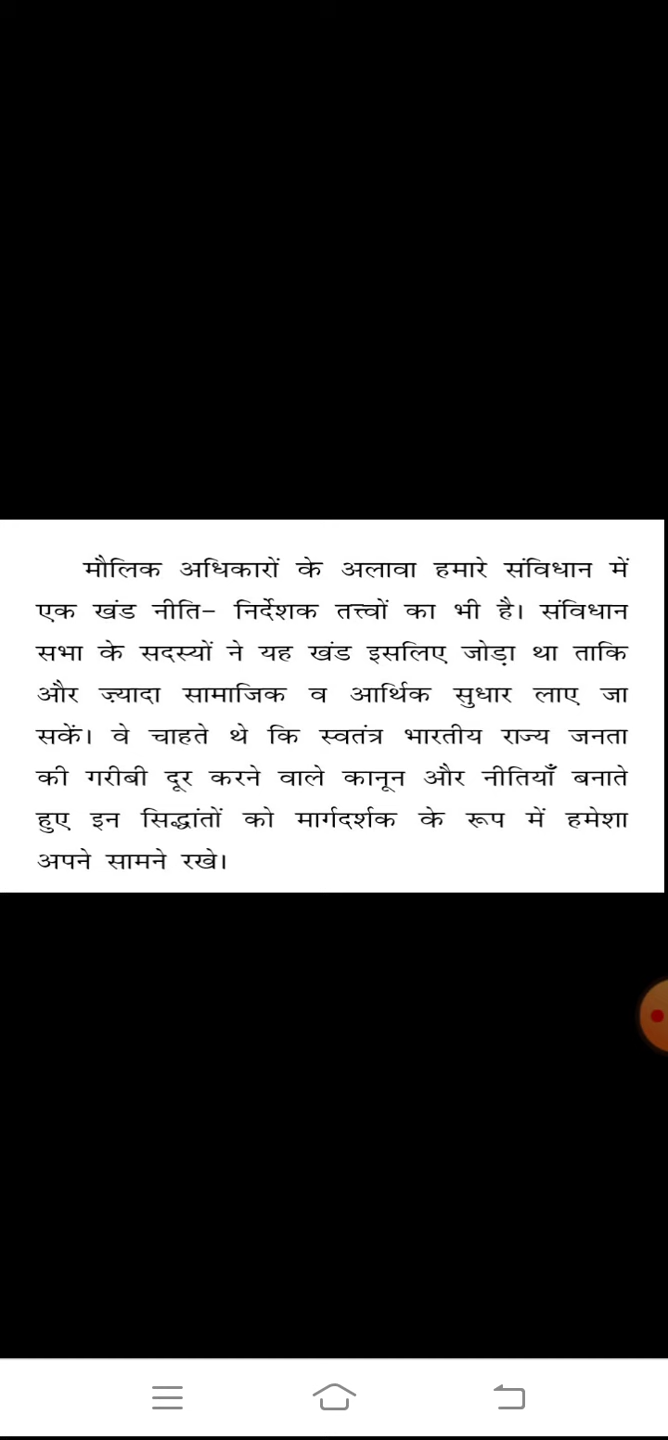 मौलिक अधिकारों के अलावा हमारे संविधान में
एक खंड नीति– निर्देशक तत्त्वों का भी है। संविधान
सभा के सदस्यों ने यह खंड इसलिए जोड़ा था ताकि
और ज़्यादा सामाजिक व आर्थिक सुधार लाए जा
सकें। वे चाहते थे कि स्वतंत्र भारतीय राज्य जनता
की गरीबी दूर करने वाले कानून और नीतियाँ बनाते
हुए इन सिद्धांतों को मार्गदर्शक के रूप में हमेशा
अपने सामने रखे।